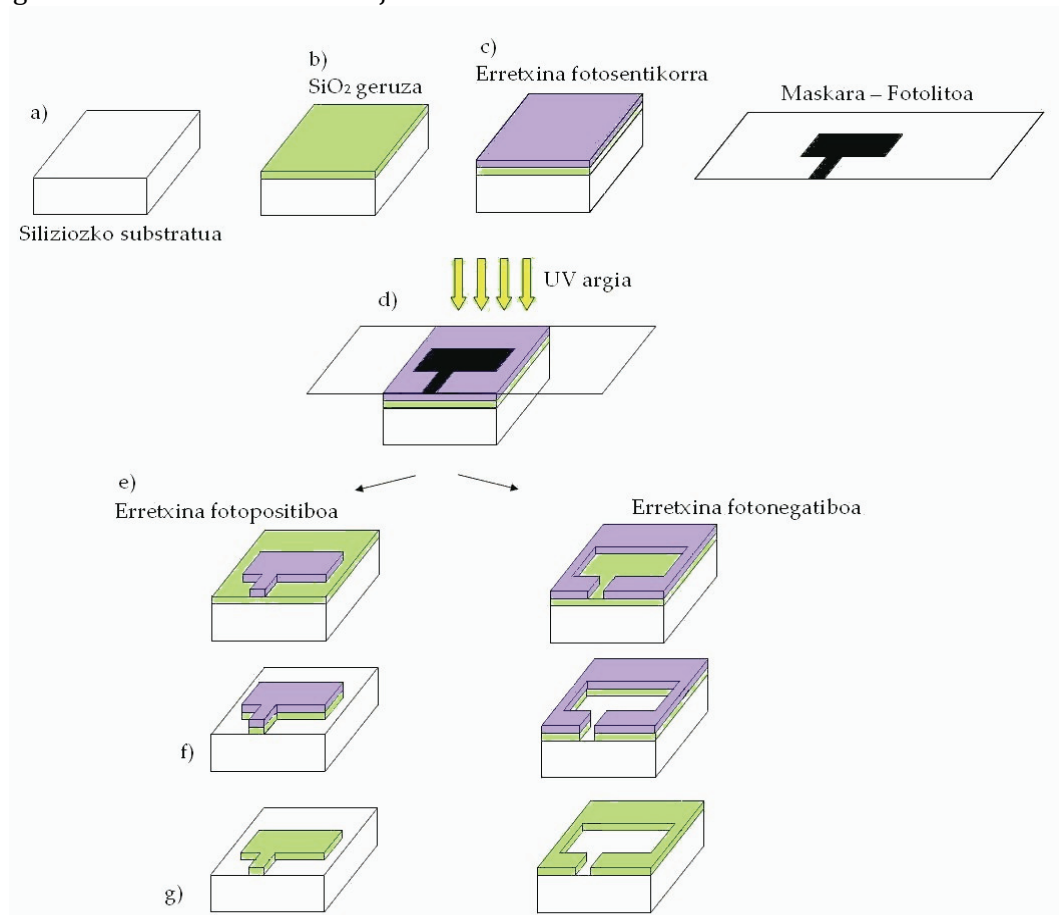 a)
Siliziozko substratua
b)
SiO₂ geruza
c)
Erretxina fotosentikorra
Maskara – Fotolitoa
UV argia
d)
e)
Erretxina fotopositiboa
Erretxina fotonegatiboa
f)
g)